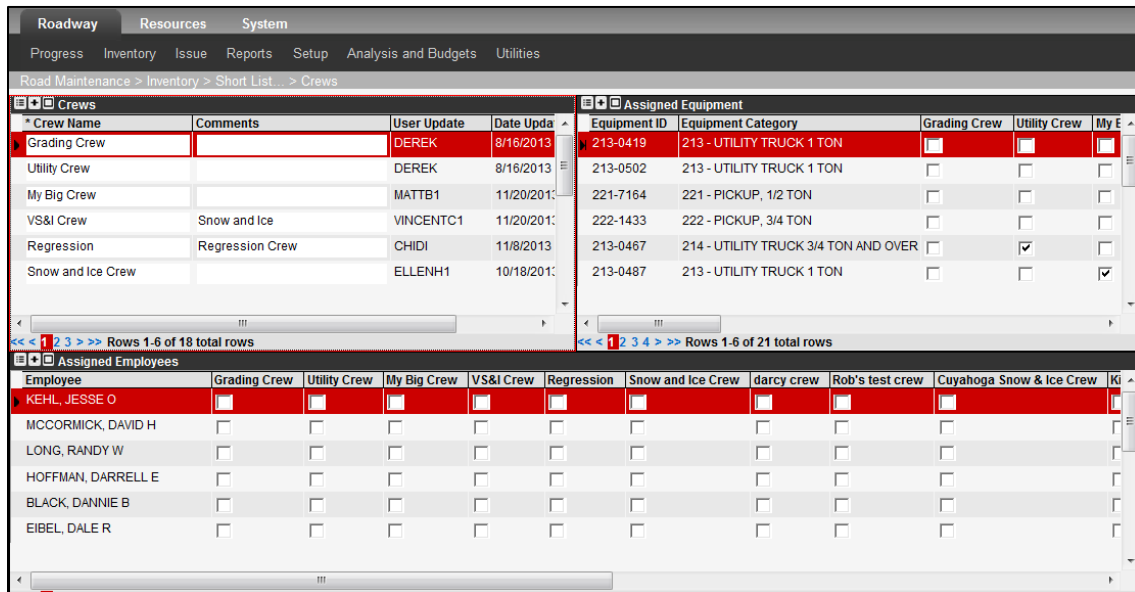 Roadway Resources System
Progress Inventory Issue Reports Setup Analysis and Budgets Utilities
Road Maintenance > Inventory > Short List... > Crews
Crews
* Crew Name Comments User Update Date Upda
Grading Crew DEREK 8/16/2013
Utility Crew DEREK 8/16/2013
My Big Crew MATTB1 11/20/201
VS&I Crew Snow and Ice VINCENTC1 11/20/201
Regression Regression Crew CHIDI 11/8/2013
Snow and Ice Crew ELLENH1 10/18/201
<< < 1 2 3 > >> Rows 1-6 of 18 total rows
Assigned Equipment
Equipment ID Equipment Category Grading Crew Utility Crew My
213-0419 213 - UTILITY TRUCK 1 TON
213-0502 213 - UTILITY TRUCK 1 TON
221-7164 221 - PICKUP, 1/2 TON
222-1433 222 - PICKUP, 3/4 TON
213-0467 214 - UTILITY TRUCK 3/4 TON AND OVER
213-0487 213 - UTILITY TRUCK 1 TON
<< < 1 2 3 4 > >> Rows 1-6 of 21 total rows
Assigned Employees
Employee Grading Crew Utility Crew My Big Crew VS&I Crew Regression Snow and Ice Crew darcy crew Rob's test crew Cuyahoga Snow & Ice Crew Ki
KEHL, JESSE O
MCCORMICK, DAVID H
LONG, RANDY W
HOFFMAN, DARRELL E
BLACK, DANNIE B
EIBEL, DALE R